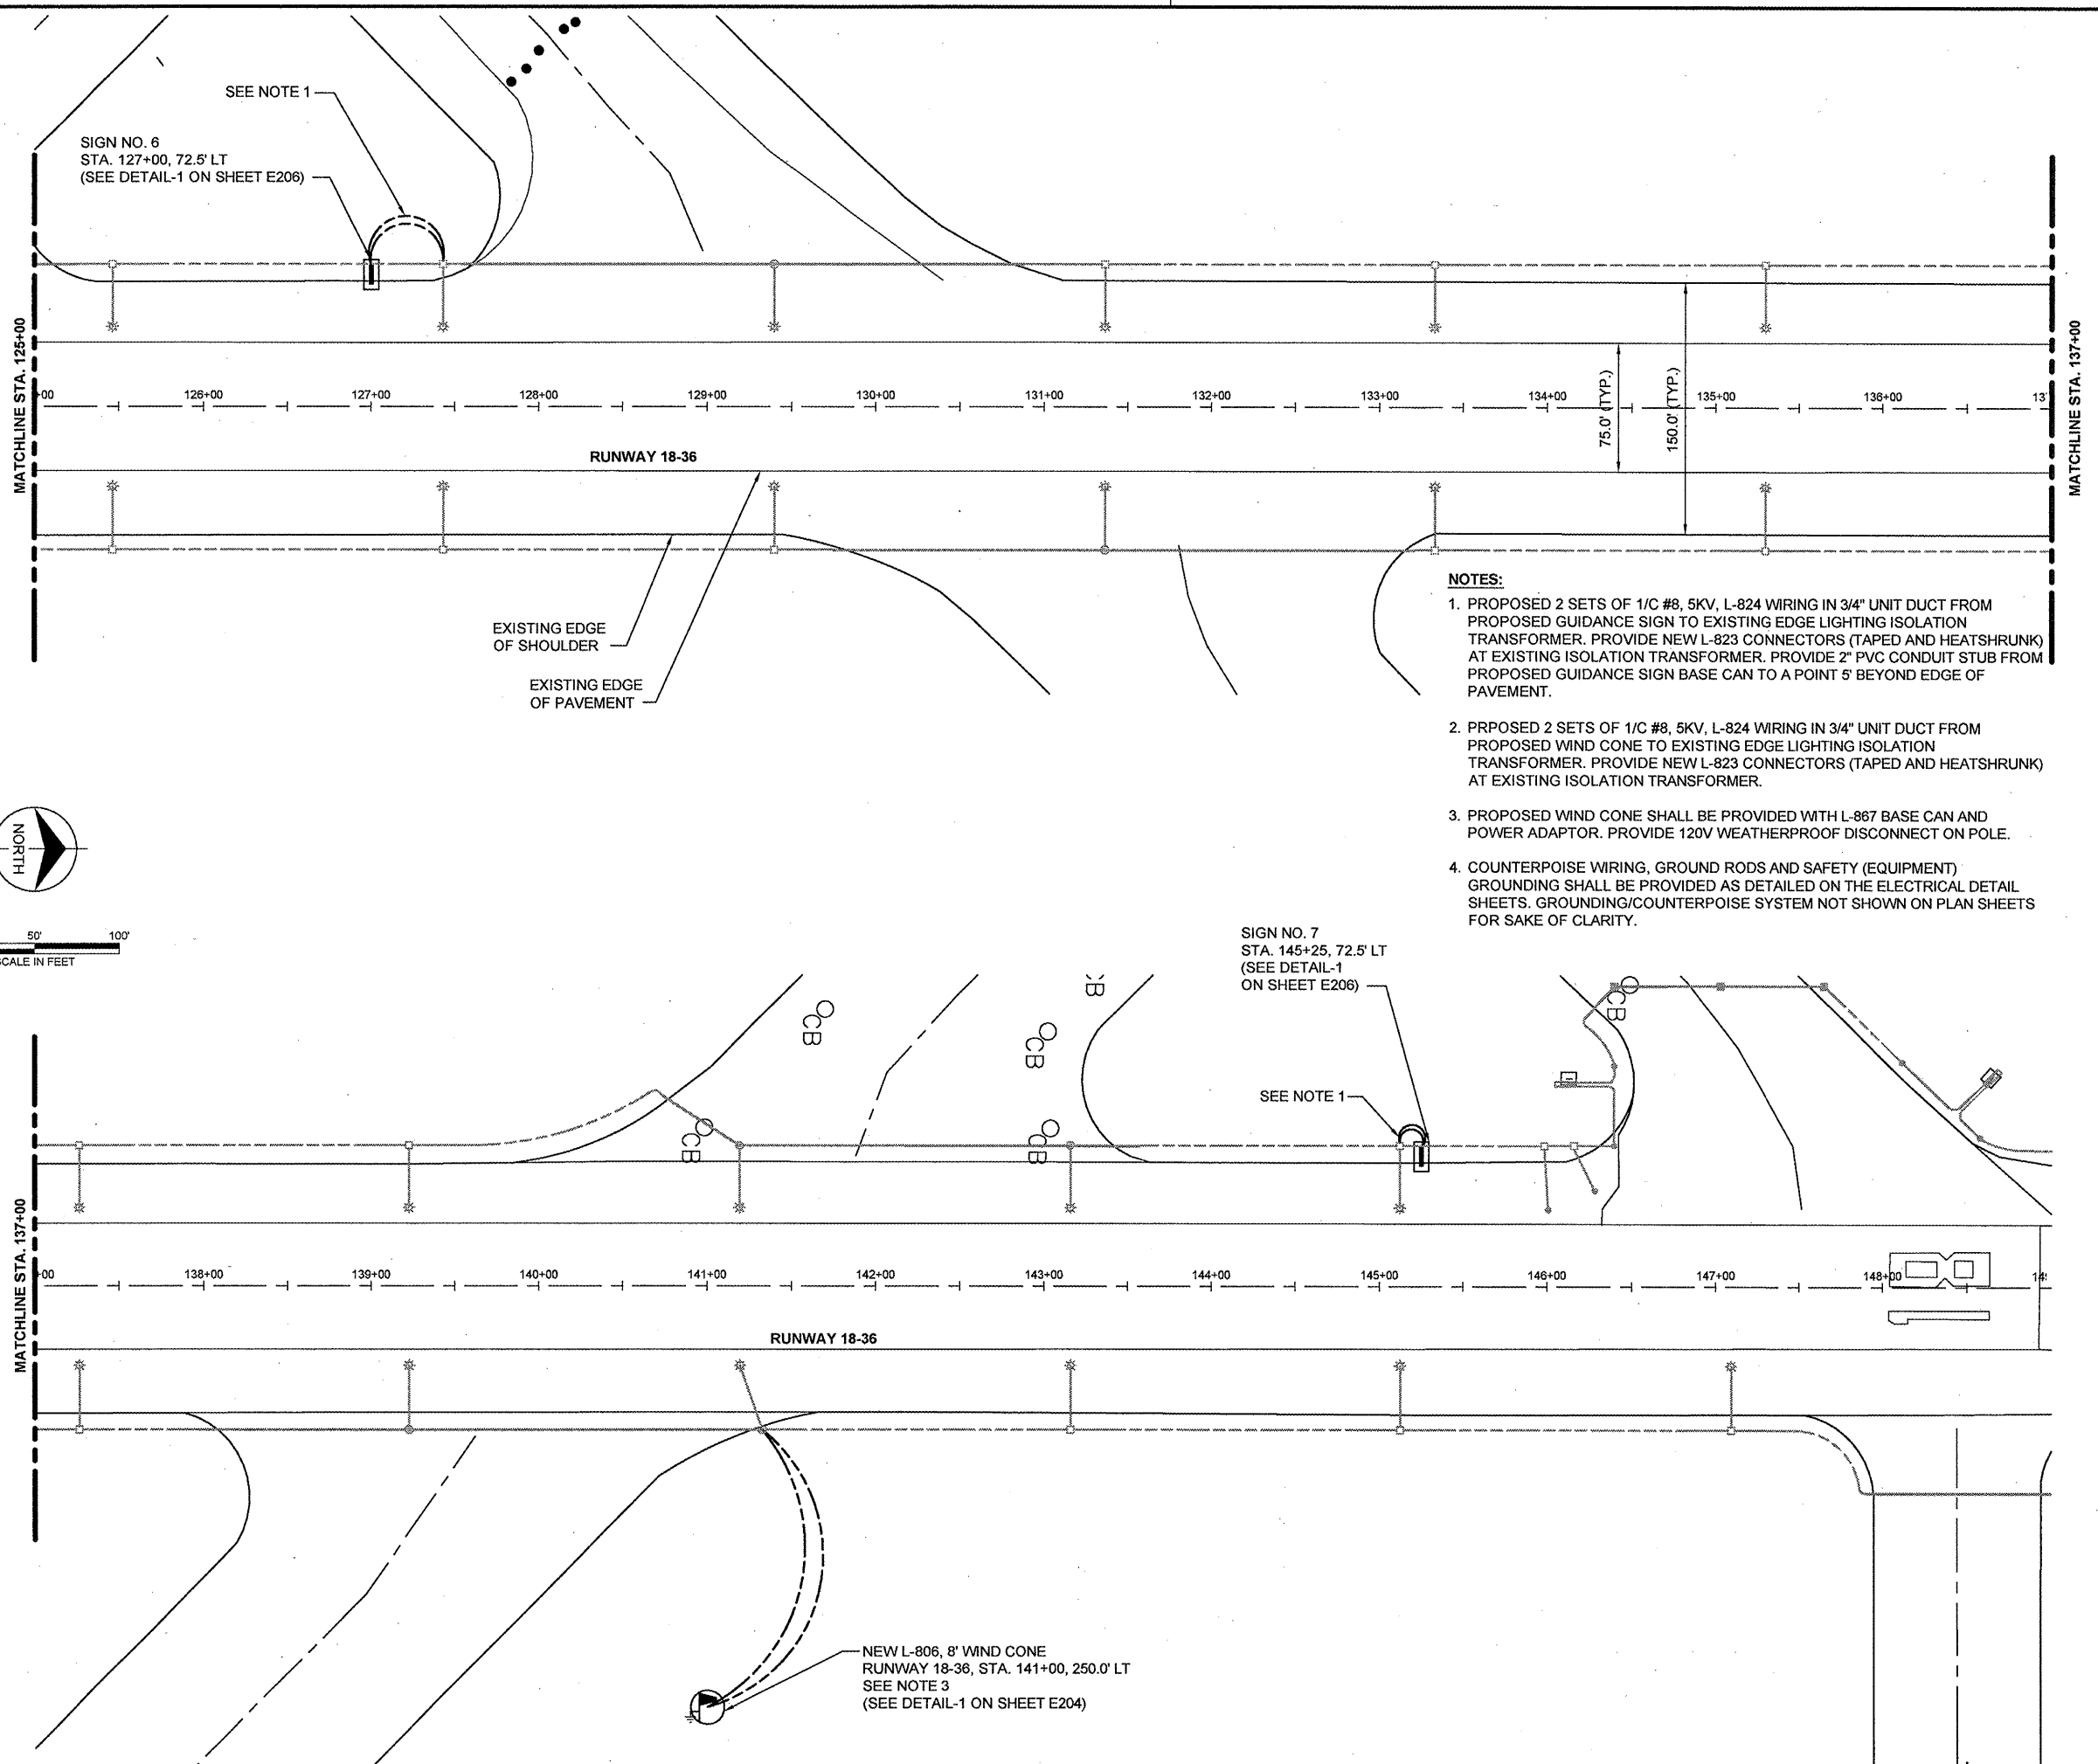 SEE NOTE 1
SIGN NO. 6
STA. 127+00, 72.5' LT
(SEE DETAIL-1 ON SHEET E206)
MATCHLINE STA. 125+00
+00
126+00
127+00
128+00
129+00
130+00
131+00
132+00
133+00
134+00
135+00
136+00
13
75.0' (TYP.)
150.0' (TYP.)
MATCHLINE STA. 137+00
RUNWAY 18-36
EXISTING EDGE
OF SHOULDER
EXISTING EDGE
OF PAVEMENT
NOTES:
1. PROPOSED 2 SETS OF 1/C #8, 5KV, L-824 WIRING IN 3/4" UNIT DUCT FROM
PROPOSED GUIDANCE SIGN TO EXISTING EDGE LIGHTING ISOLATION
TRANSFORMER. PROVIDE NEW L-823 CONNECTORS (TAPED AND HEATSHRUNK)
AT EXISTING ISOLATION TRANSFORMER. PROVIDE 2" PVC CONDUIT STUB FROM
PROPOSED GUIDANCE SIGN BASE CAN TO A POINT 5' BEYOND EDGE OF
PAVEMENT.
2. PRPOSED 2 SETS OF 1/C #8, 5KV, L-824 WIRING IN 3/4" UNIT DUCT FROM
PROPOSED WIND CONE TO EXISTING EDGE LIGHTING ISOLATION
TRANSFORMER. PROVIDE NEW L-823 CONNECTORS (TAPED AND HEATSHRUNK)
AT EXISTING ISOLATION TRANSFORMER.
3. PROPOSED WIND CONE SHALL BE PROVIDED WITH L-867 BASE CAN AND
POWER ADAPTOR. PROVIDE 120V WEATHERPROOF DISCONNECT ON POLE.
4. COUNTERPOISE WIRING, GROUND RODS AND SAFETY (EQUIPMENT)
GROUNDING SHALL BE PROVIDED AS DETAILED ON THE ELECTRICAL DETAIL
SHEETS. GROUNDING/COUNTERPOISE SYSTEM NOT SHOWN ON PLAN SHEETS
FOR SAKE OF CLARITY.
NORTH
50' 100'
SCALE IN FEET
SIGN NO. 7
STA. 145+25, 72.5' LT
(SEE DETAIL-1
ON SHEET E206)
CB
CB
CB
CB
CB
CB
SEE NOTE 1
MATCHLINE STA. 137+00
+00
138+00
139+00
140+00
141+00
142+00
143+00
144+00
145+00
146+00
147+00
148+00
14
RUNWAY 18-36
NEW L-806, 8' WIND CONE
RUNWAY 18-36, STA. 141+00, 250.0' LT
SEE NOTE 3
(SEE DETAIL-1 ON SHEET E204)